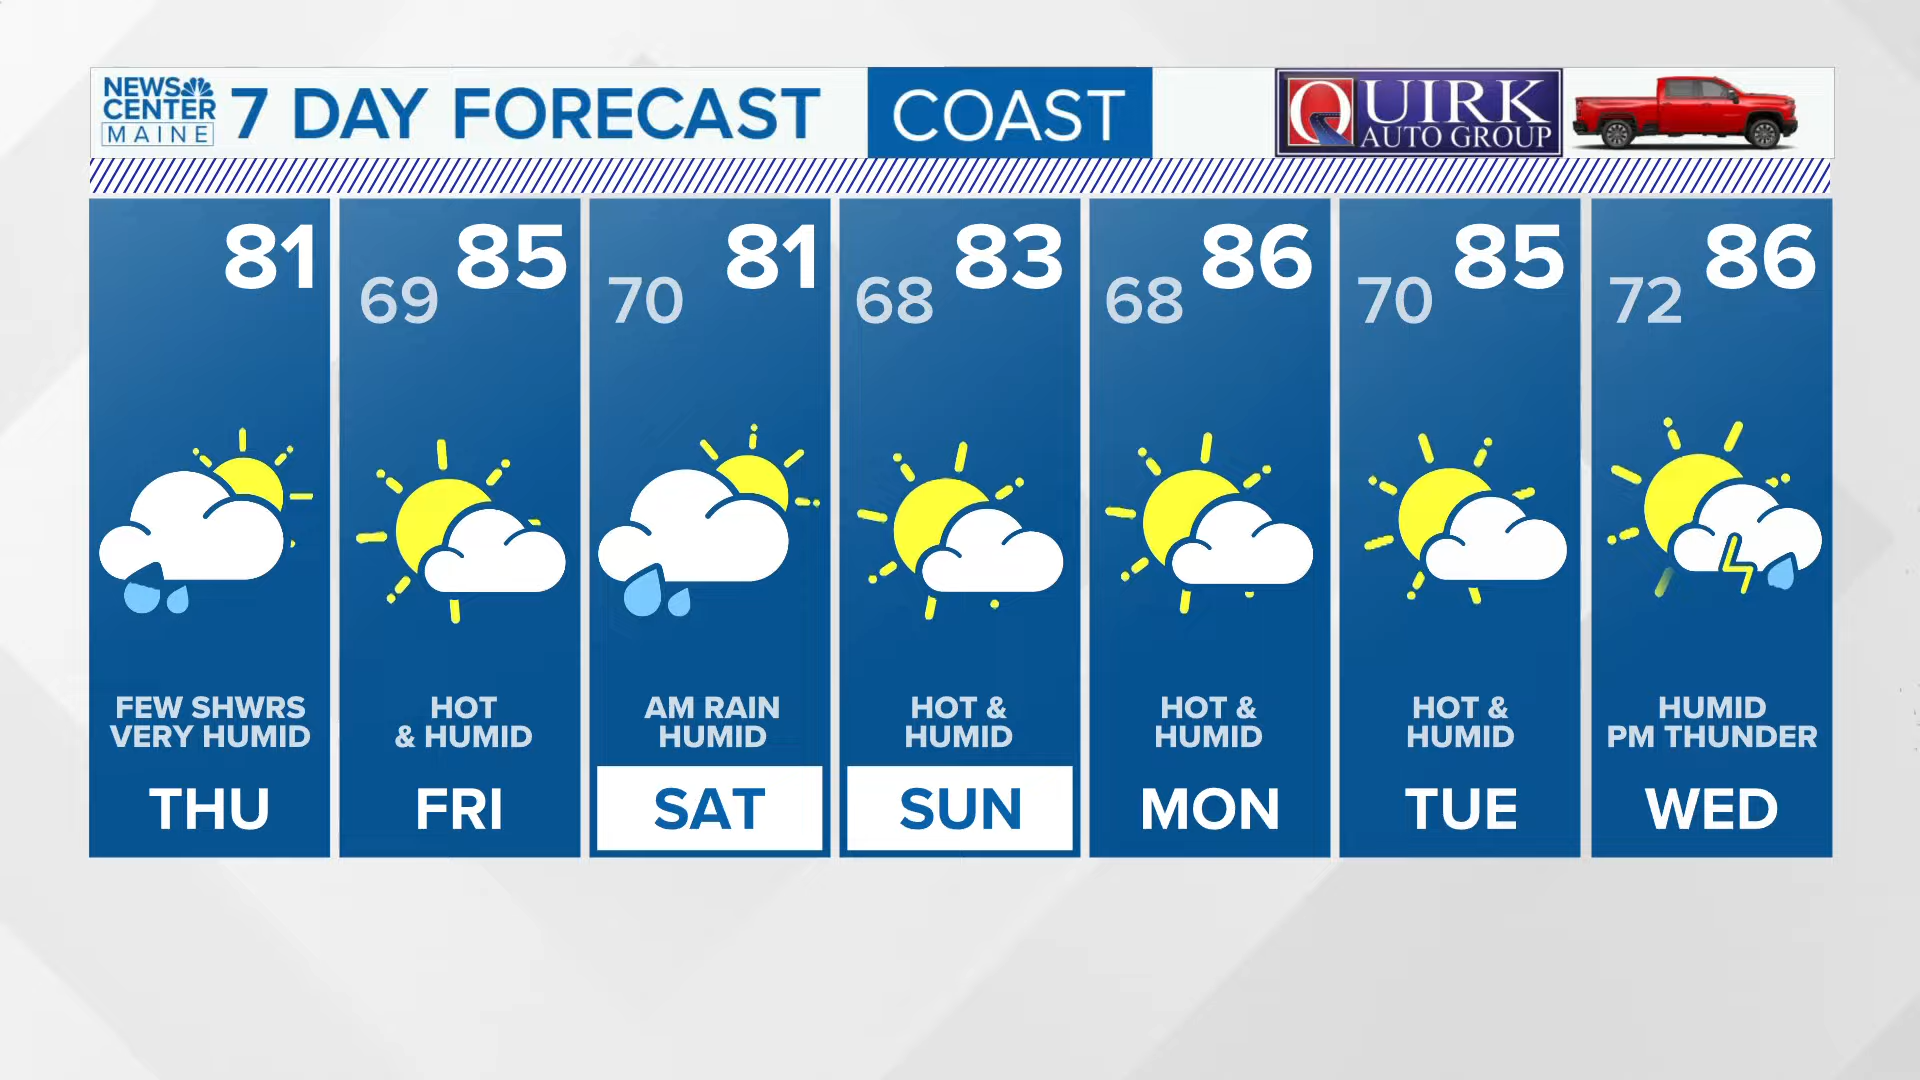 NEWS
CENTER
MAINE
7 DAY FORECAST
COAST
QUIRK
AUTO GROUP
81
FEW SHWRS
VERY HUMID
THU
69
85
HOT
& HUMID
FRI
70
81
AM RAIN
HUMID
SAT
68
83
HOT &
HUMID
SUN
68
86
HOT &
HUMID
MON
70
85
HOT &
HUMID
TUE
72
86
HUMID
PM THUNDER
WED